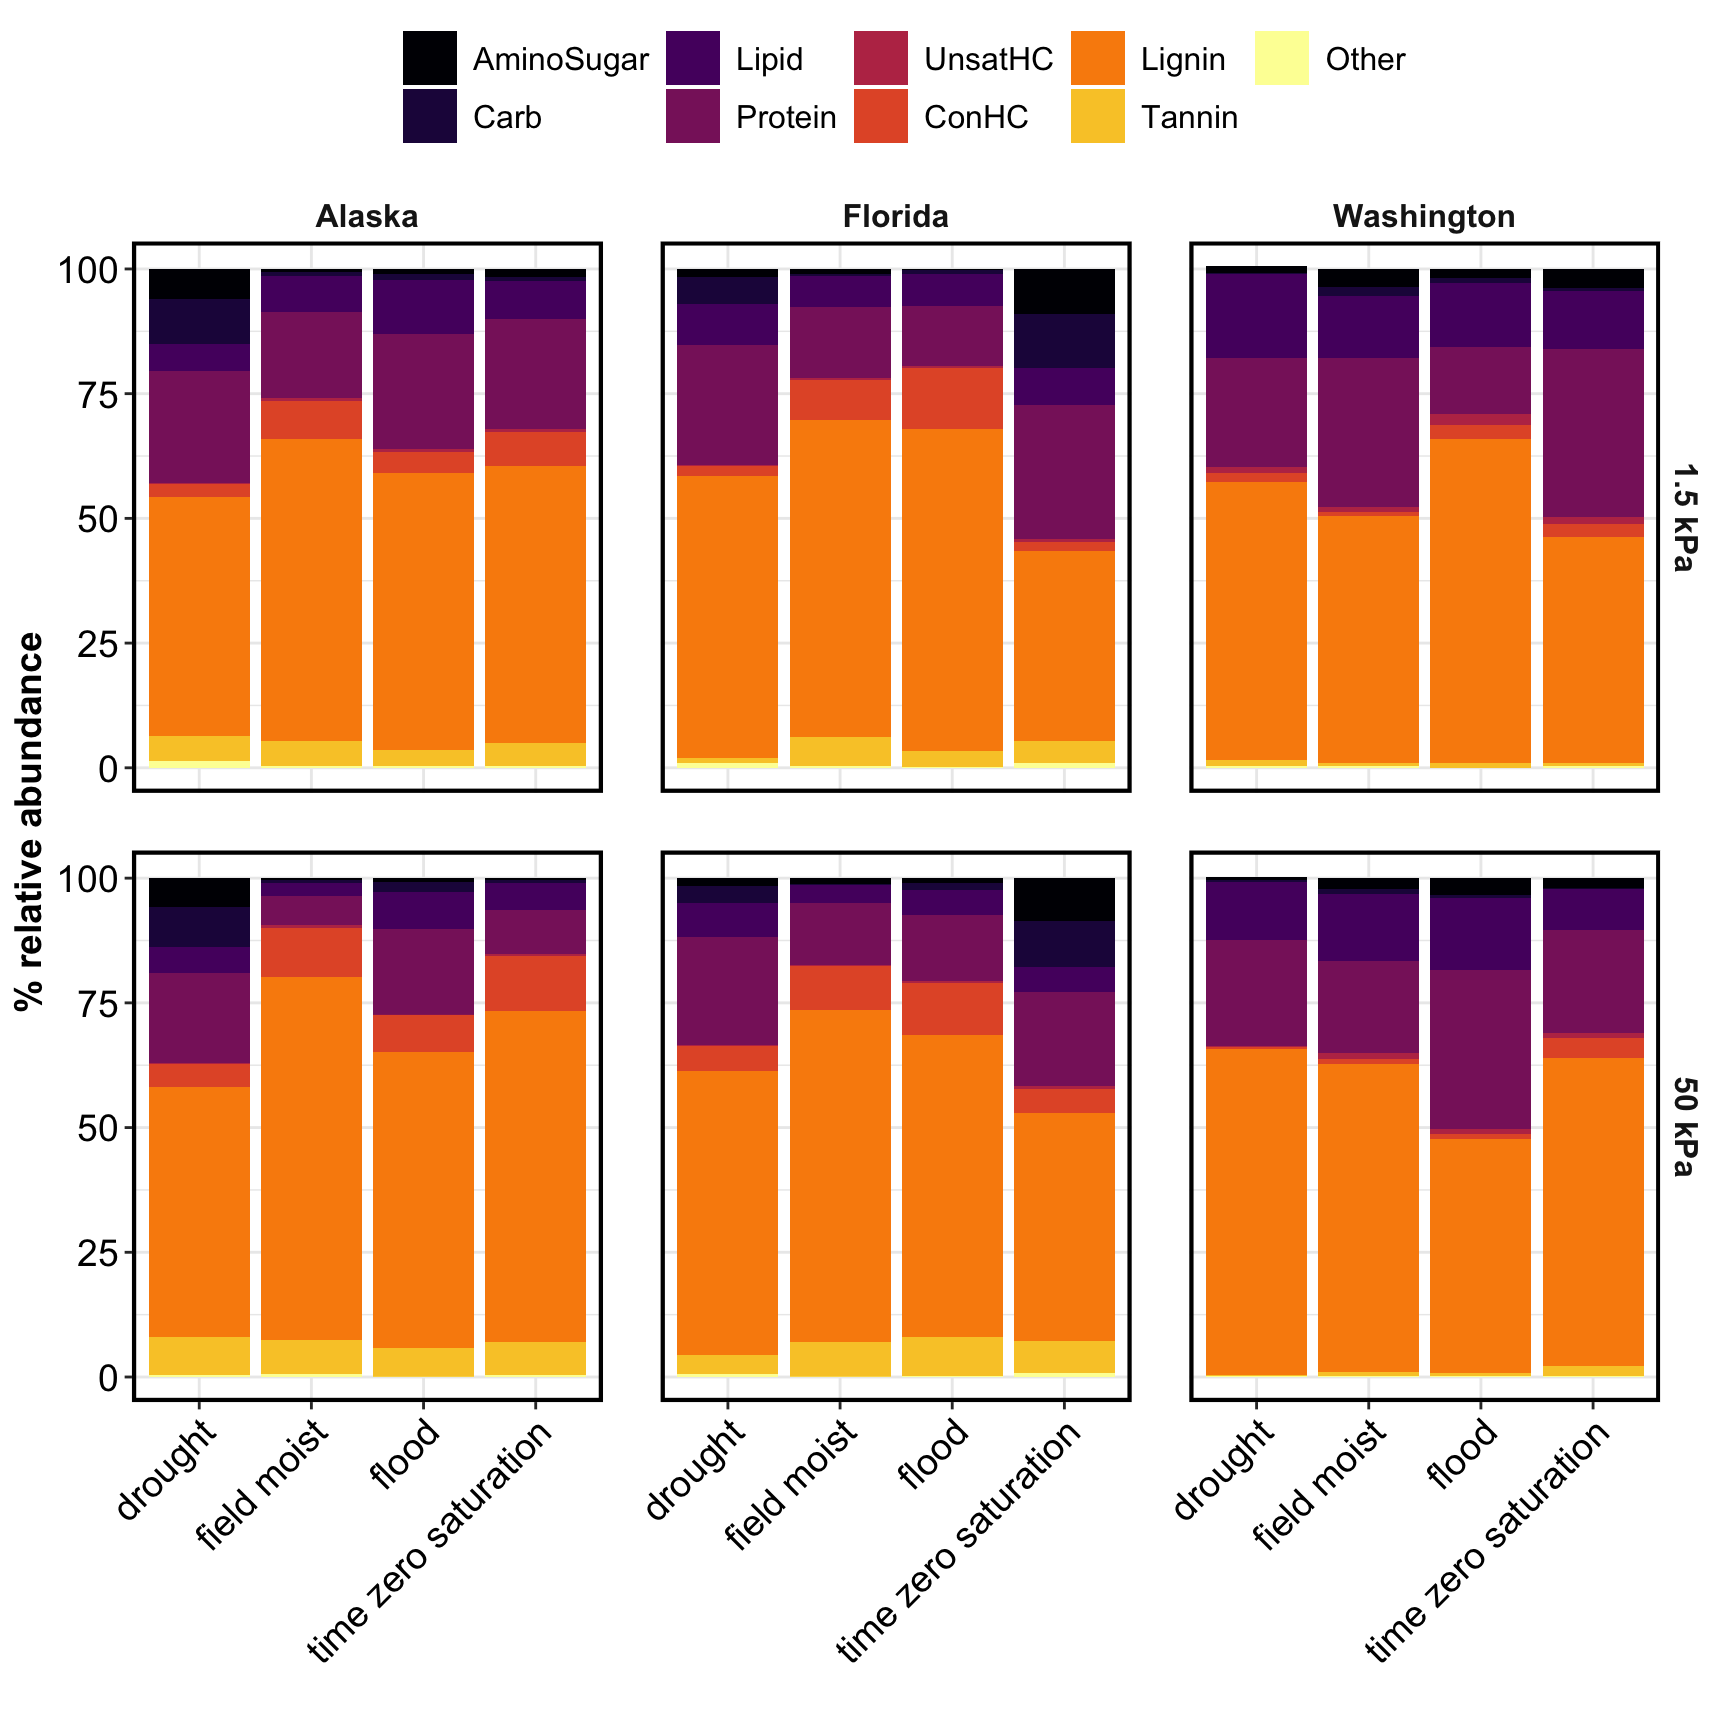 AminoSugar Lipid UnsatHC Lignin Other
Carb Protein ConHC Tannin
Alaska Florida Washington
100
75
50
25
0
1.5 kPa
% relative abundance
100
75
50
25
0
50 kPa
drought field moist flood time zero saturation drought field moist flood time zero saturation drought field moist flood time zero saturation